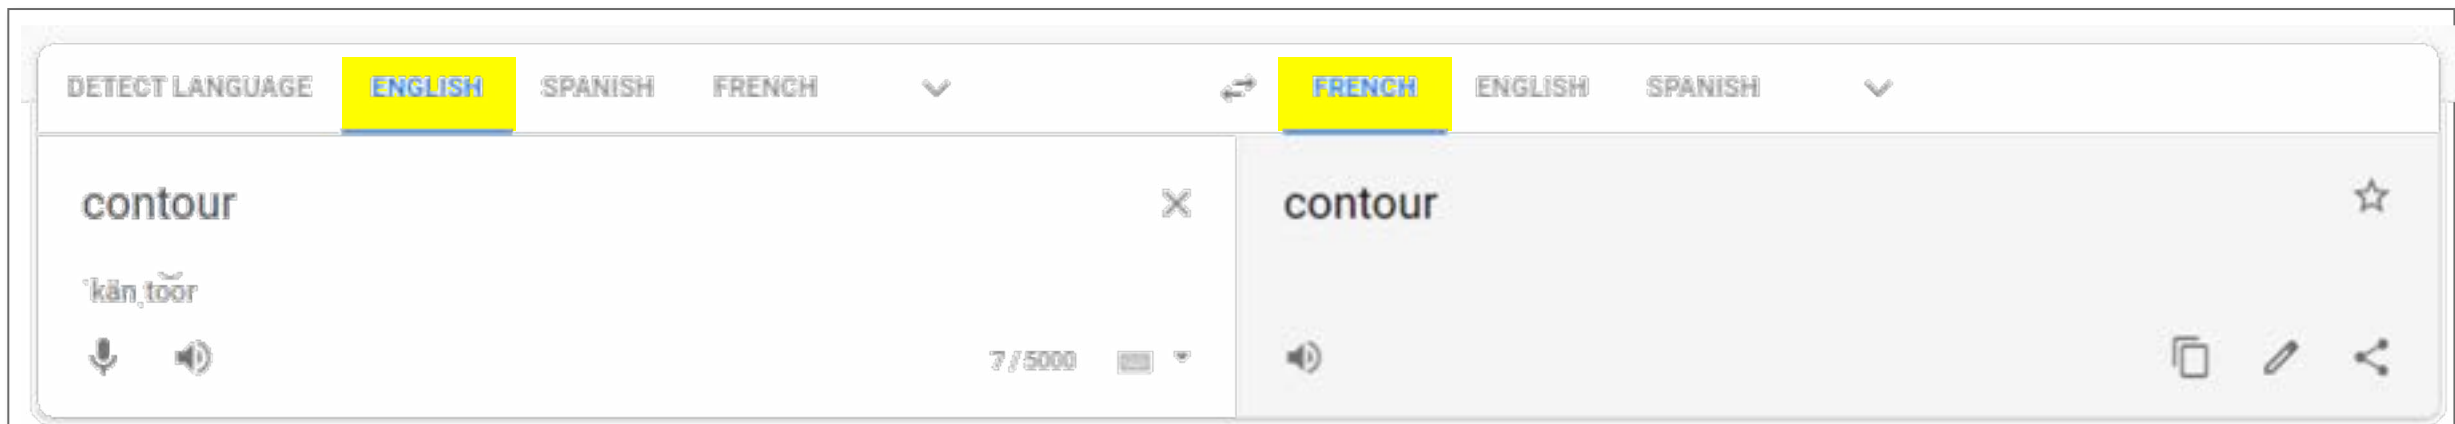 DETECT LANGUAGE ENGLISH SPANISH FRENCH FRENCH ENGLISH SPANISH
contour
contour
ˈkänˌto͝or
7 / 5000